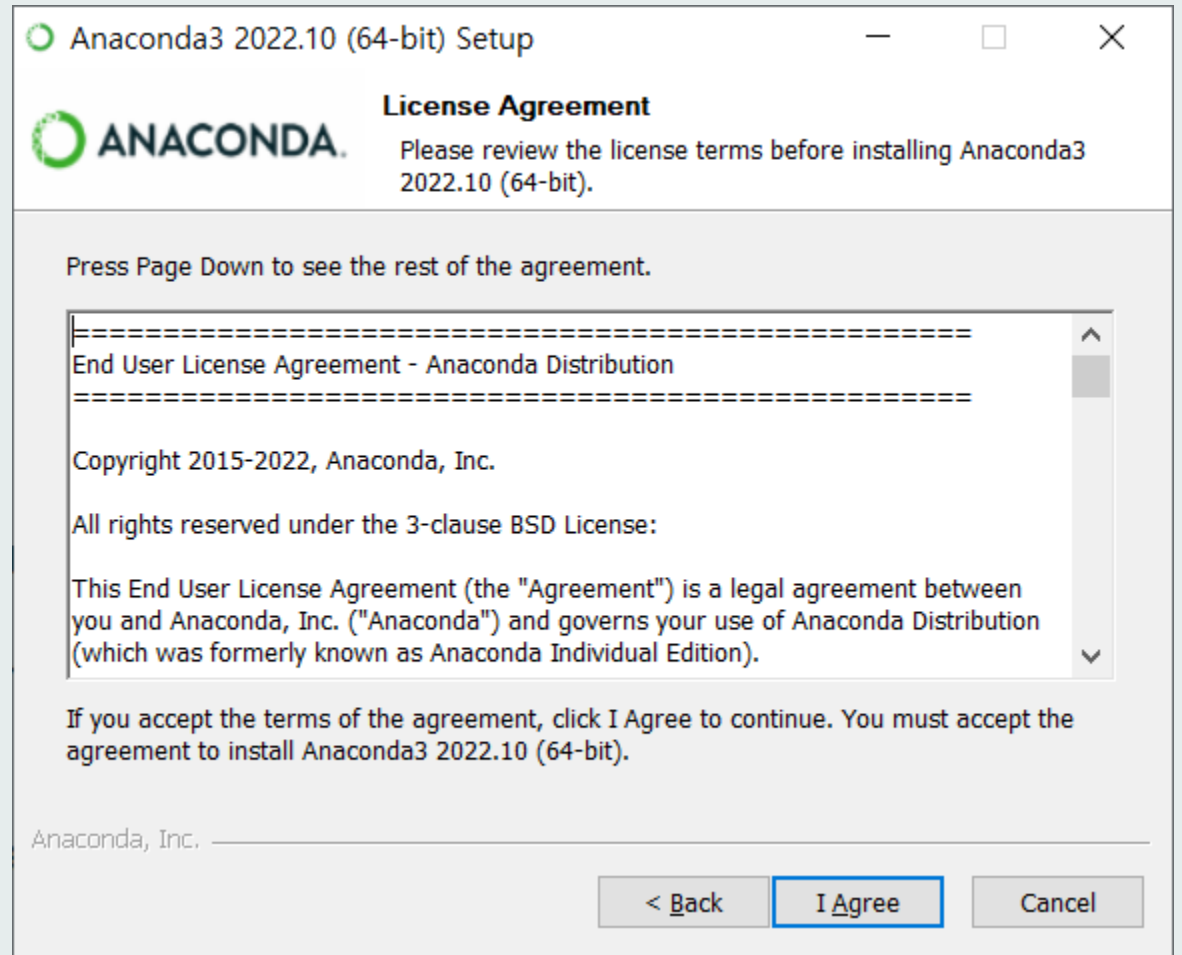 Anaconda3 2022.10 (64-bit) Setup
ANACONDA.
License Agreement
Please review the license terms before installing Anaconda3
2022.10 (64-bit).
Press Page Down to see the rest of the agreement.
==================================================
End User License Agreement - Anaconda Distribution
==================================================
Copyright 2015-2022, Anaconda, Inc.
All rights reserved under the 3-clause BSD License:
This End User License Agreement (the "Agreement") is a legal agreement between
you and Anaconda, Inc. ("Anaconda") and governs your use of Anaconda Distribution
(which was formerly known as Anaconda Individual Edition).
If you accept the terms of the agreement, click I Agree to continue. You must accept the
agreement to install Anaconda3 2022.10 (64-bit).
Anaconda, Inc.
< Back
I Agree
Cancel